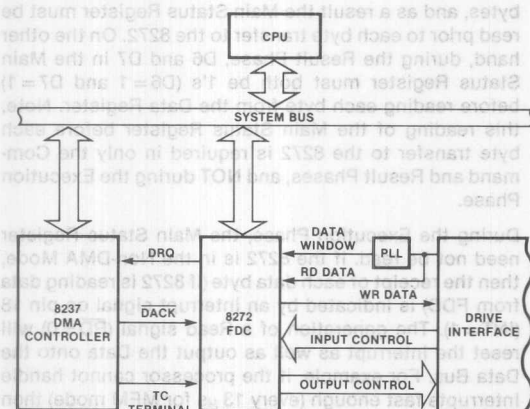 bytes, and as a result the Main Status Register must be
read prior to each byte transfer to the 8272. On the other
hand, during the Result Phase, D6 and D7 in the Main
Status Register must both be 1's (D6=1 and D7=1)
before reading each byte from the Data Register. Note,
this reading of the Main Status Register before each
byte transfer to the 8272 is required in only the Com-
mand and Result Phases, and NOT during the Execution
Phase.
During the Execution Phase, the Main Status Register
need not be read. If the 8272 is in the Non-DMA Mode,
then the receipt of each data byte (if 8272 is reading data
from FDD) is indicated by an interrupt signal on pin 18
The generation of a Read signal will
reset the Interrupt as well as output the Data onto the
Data Bus. For example, if the processor cannot handle
Interrupts fast enough (every 13 μs for MFM mode) then
CPU
SYSTEM BUS
8237
DMA
CONTROLLER
DRQ
DACK
TC
TERMINAL
8272
FDC
DATA
WINDOW
PLL
RD DATA
WR DATA
INPUT CONTROL
OUTPUT CONTROL
DRIVE
INTERFACE